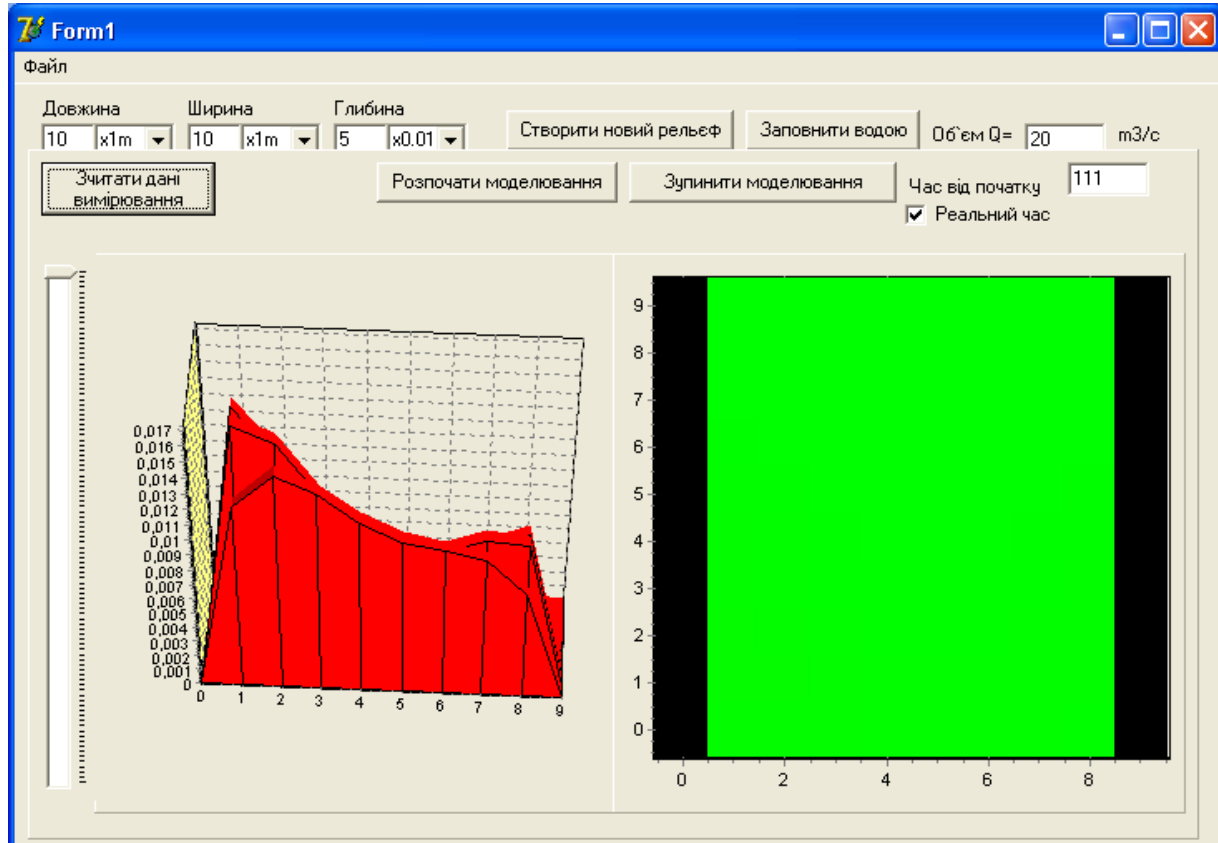 Form1
Файл
Довжина Ширина Глибина
10 x1m 10 x1m 5 x0.01 Створити новий рельєф Заповнити водою Об`єм Q= 20 m3/c
Зчитати дані
вимірювання
Розпочати моделювання Зупинити моделювання Час від початку 111
Реальний час
0,017
0,016
0,015
0,014
0,013
0,012
0,011
0,01
0,009
0,008
0,007
0,006
0,005
0,004
0,003
0,002
0,001
0
0 1 2 3 4 5 6 7 8 9
9
8
7
6
5
4
3
2
1
0
0 2 4 6 8